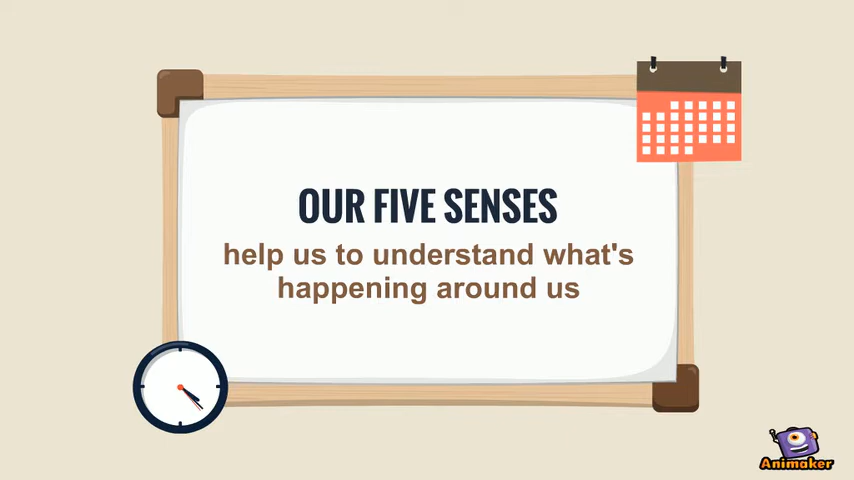 OUR FIVE SENSES
help us to understand what's
happening around us
Animaker